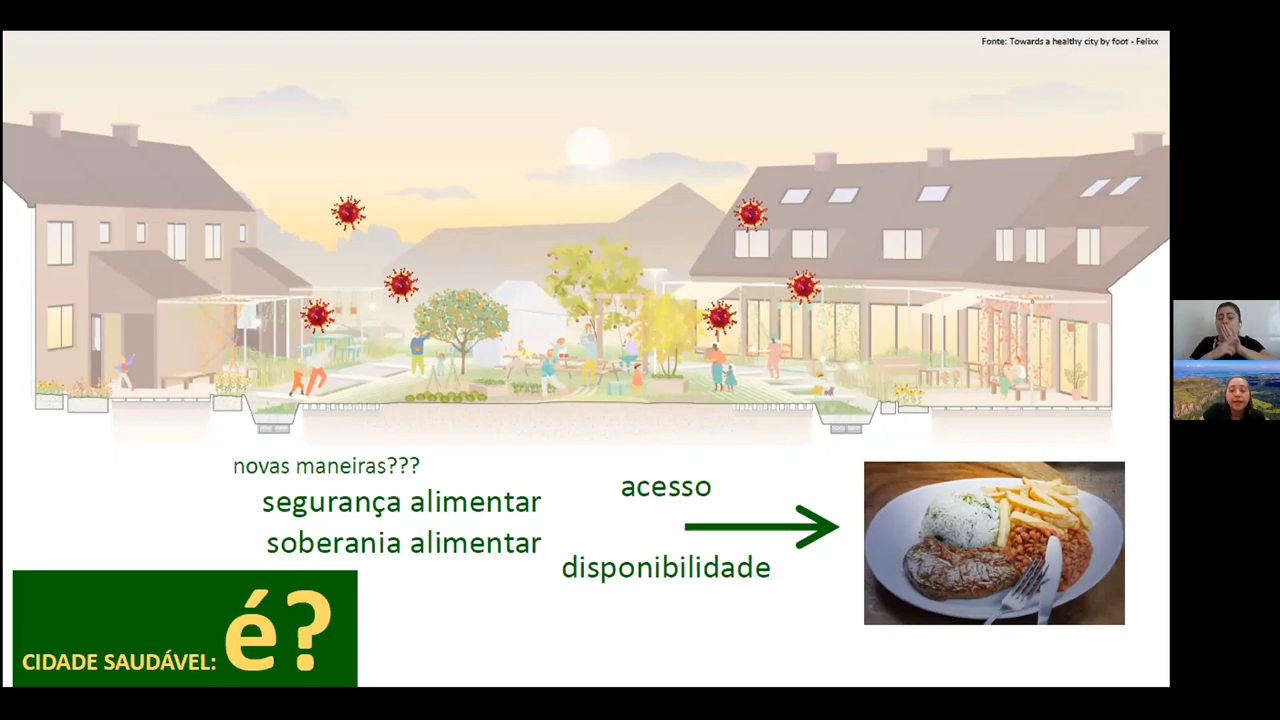 Fonte: Towards a healthy city by foot - Felixx
novas maneiras???
segurança alimentar
soberania alimentar
acesso
disponibilidade
CIDADE SAUDÁVEL: é?